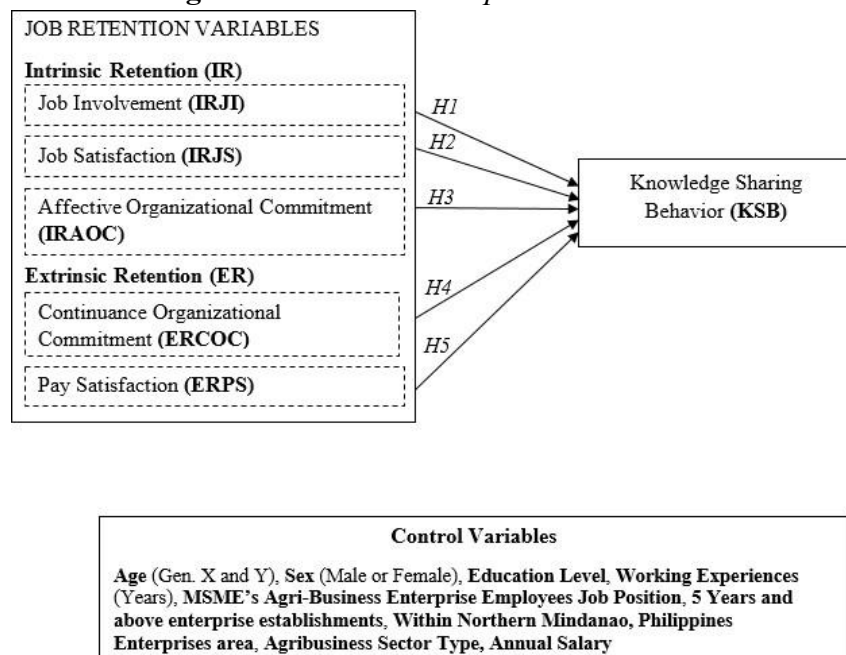 JOB RETENTION VARIABLES
Intrinsic Retention (IR)
Job Involvement (IRJI)
Job Satisfaction (IRJS)
Affective Organizational Commitment
(IRAOC)
Extrinsic Retention (ER)
Continuance Organizational
Commitment (ERCOC)
Pay Satisfaction (ERPS)
H1
H2
H3
H4
H5
Knowledge Sharing
Behavior (KSB)
Control Variables
Age (Gen. X and Y), Sex (Male or Female), Education Level, Working Experiences
(Years), MSME's Agri-Business Enterprise Employees Job Position, 5 Years and
above enterprise establishments, Within Northern Mindanao, Philippines
Enterprises area, Agribusiness Sector Type, Annual Salary